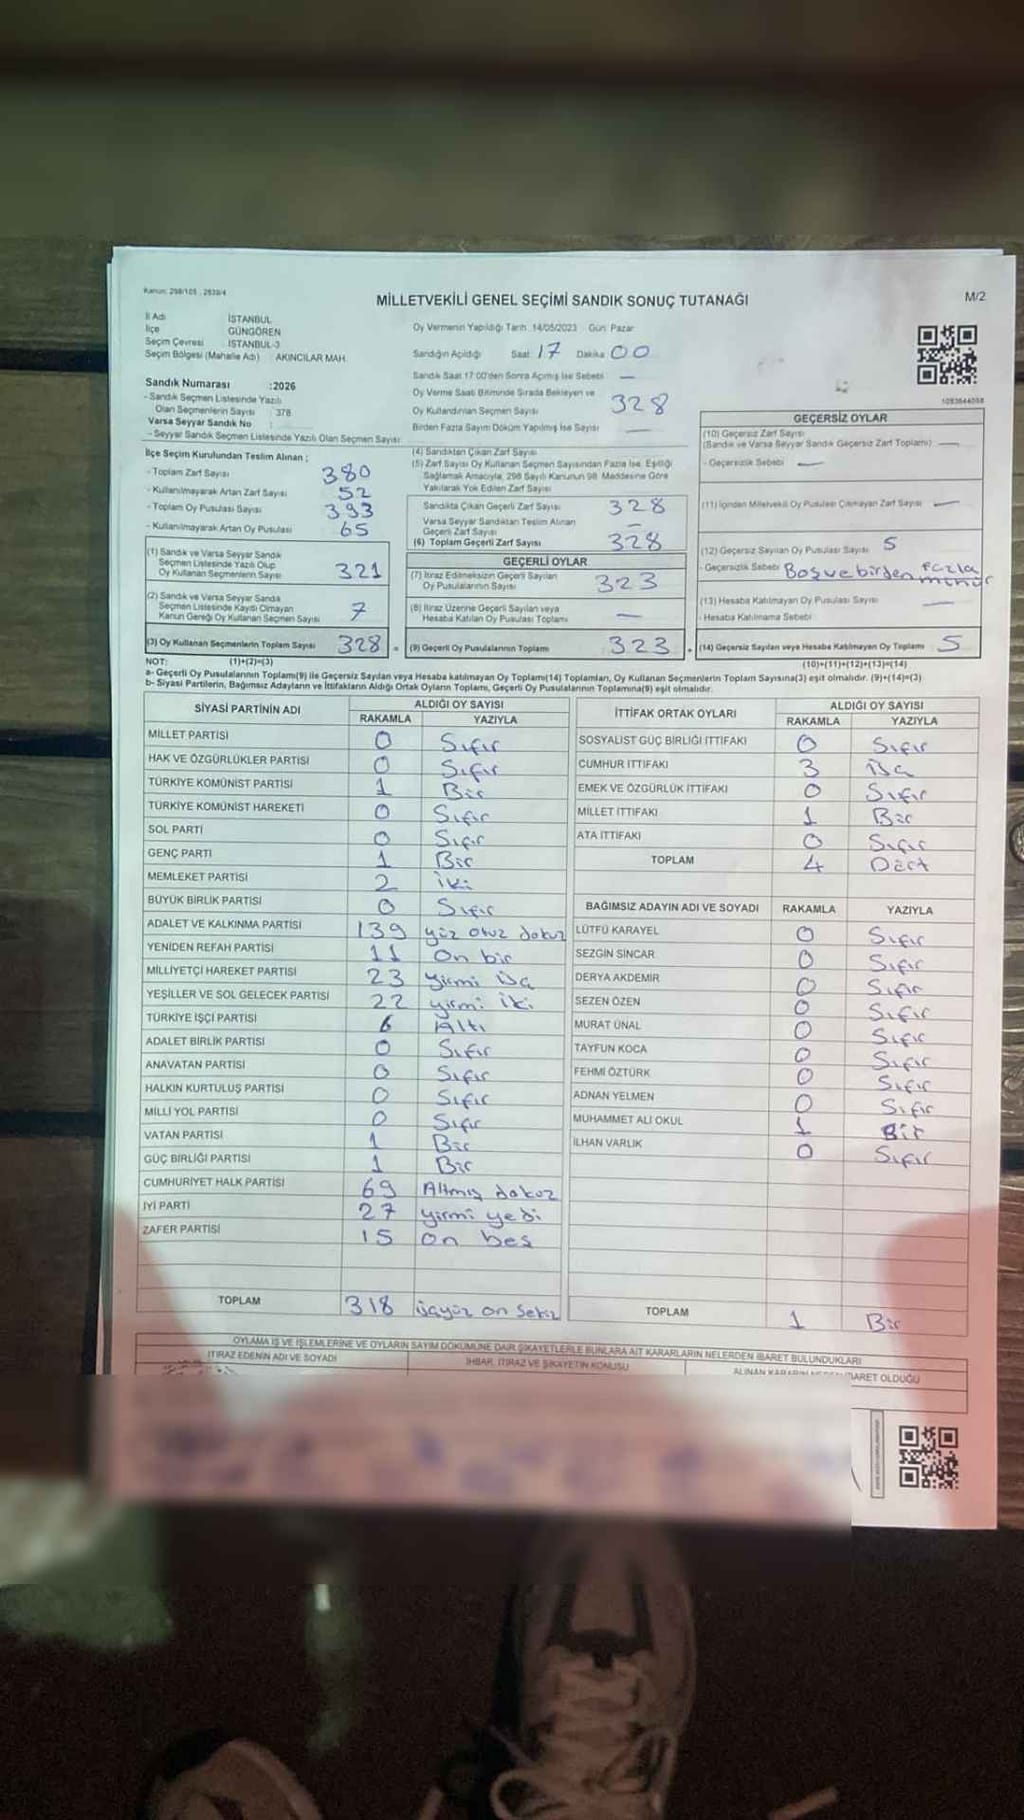 Kanun: 298/105 , 2839/4
MİLLETVEKİLİ GENEL SEÇİMİ SANDIK SONUÇ TUTANAĞI
M/2
İl Adı İSTANBUL
İlçe GÜNGÖREN
Seçim Çevresi İSTANBUL-3
Seçim Bölgesi (Mahalle Adı) AKINCILAR MAH.
Oy Vermenin Yapıldığı Tarih :14/05/2023 Gün: Pazar
Sandığın Açıldığı Saat 17 Dakika 00
Sandık Saat 17:00'den Sonra Açımış İse Sebebi —
Oy Verme Saati Bitiminde Sırada Bekleyen ve
Oy Kullandırılan Seçmen Sayısı 328
Birden Fazla Sayım Döküm Yapılmış İse Sayısı —
Sandık Numarası :2026
- Sandık Seçmen Listesinde Yazılı
Olan Seçmenlerin Sayısı : 378
Varsa Seyyar Sandık No :
- Seyyar Sandık Seçmen Listesinde Yazılı Olan Seçmen Sayısı:
İlçe Seçim Kurulundan Teslim Alınan ;
- Toplam Zarf Sayısı 380
- Kullanılmayarak Artan Zarf Sayısı 52
- Toplam Oy Pusulası Sayısı 393
- Kullanılmayarak Artan Oy Pusulası 65
(1) Sandık ve Varsa Seyyar Sandık
Seçmen Listesinde Yazılı Olup
Oy Kullanan Seçmenlerin Sayısı 321
(2) Sandık ve Varsa Seyyar Sandık
Seçmen Listesinde Kaydı Olmayan
Kanun Gereği Oy Kullanan Seçmen Sayısı 7
(3) Oy Kullanan Seçmenlerin Toplam Sayısı 328
(4) Sandıktan Çıkan Zarf Sayısı
(5) Zarf Sayısı Oy Kullanan Seçmen Sayısından Fazla İse, Eşitliği
Sağlamak Amacıyla, 298 Sayılı Kanunun 98. Maddesine Göre
Yakılarak Yok Edilen Zarf Sayısı
Sandıkta Çıkan Geçerli Zarf Sayısı 328
Varsa Seyyar Sandıktan Teslim Alınan
Geçerli Zarf Sayısı —
(6) Toplam Geçerli Zarf Sayısı 328
GEÇERLİ OYLAR
(7) İtiraz Edilmeksizin Geçerli Sayılan
Oy Pusulalarının Sayısı 323
(8) İtiraz Üzerine Geçerli Sayılan veya
Hesaba Katılan Oy Pusulası Toplamı —
= (9) Geçerli Oy Pusulalarının Toplamı 323
1093644058
GEÇERSİZ OYLAR
(10) Geçersiz Zarf Sayısı
(Sandık ve Varsa Seyyar Sandık Geçersiz Zarf Toplamı) —
- Geçersizlik Sebebi —
(11) İçinden Milletvekili Oy Pusulası Çıkmayan Zarf Sayısı —
(12) Geçersiz Sayılan Oy Pusulası Sayısı 5
- Geçersizlik Sebebi Boş ve birden fazla mühür
(13) Hesaba Katılmayan Oy Pusulası Sayısı —
- Hesaba Katılmama Sebebi
+ (14) Geçersiz Sayılan veya Hesaba Katılmayan Oy Toplamı 5
NOT: (1)+(2)=(3) (10)+(11)+(12)+(13)=(14)
a- Geçerli Oy Pusulalarının Toplamı(9) ile Geçersiz Sayılan veya Hesaba katılmayan Oy Toplamı(14) Toplamları, Oy Kullanan Seçmenlerin Toplam Sayısına(3) eşit olmalıdır. (9)+(14)=(3)
b- Siyasi Partilerin, Bağımsız Adayların ve İttifakların Aldığı Ortak Oyların Toplamı, Geçerli Oy Pusulalarının Toplamına(9) eşit olmalıdır.
SİYASİ PARTİNİN ADI ALDIĞI OY SAYISI
RAKAMLA YAZIYLA
MİLLET PARTİSİ 0 Sıfır
HAK VE ÖZGÜRLÜKLER PARTİSİ 0 Sıfır
TÜRKİYE KOMÜNİST PARTİSİ 1 Bir
TÜRKİYE KOMÜNİST HAREKETİ 0 Sıfır
SOL PARTİ 0 Sıfır
GENÇ PARTİ 1 Bir
MEMLEKET PARTİSİ 2 iki
BÜYÜK BİRLİK PARTİSİ 0 Sıfır
ADALET VE KALKINMA PARTİSİ 139 yüz otuz dokuz
YENİDEN REFAH PARTİSİ 11 On bir
MİLLİYETÇİ HAREKET PARTİSİ 23 yirmi üç
YEŞİLLER VE SOL GELECEK PARTİSİ 22 yirmi iki
TÜRKİYE İŞÇİ PARTİSİ 6 Altı
ADALET BİRLİK PARTİSİ 0 Sıfır
ANAVATAN PARTİSİ 0 Sıfır
HALKIN KURTULUŞ PARTİSİ 0 Sıfır
MİLLİ YOL PARTİSİ 0 Sıfır
VATAN PARTİSİ 1 Bir
GÜÇ BİRLİĞİ PARTİSİ 1 Bir
CUMHURİYET HALK PARTİSİ 69 Altmış dokuz
İYİ PARTİ 27 yirmi yedi
ZAFER PARTİSİ 15 on beş
TOPLAM 318 üçyüz on sekiz
İTTİFAK ORTAK OYLARI ALDIĞI OY SAYISI
RAKAMLA YAZIYLA
SOSYALİST GÜÇ BİRLİĞİ İTTİFAKI 0 Sıfır
CUMHUR İTTİFAKI 3 üç
EMEK VE ÖZGÜRLÜK İTTİFAKI 0 Sıfır
MİLLET İTTİFAKI 1 Bir
ATA İTTİFAKI 0 Sıfır
TOPLAM 4 Dört
BAĞIMSIZ ADAYIN ADI VE SOYADI RAKAMLA YAZIYLA
LÜTFÜ KARAYEL 0 Sıfır
SEZGİN SİNCAR 0 Sıfır
DERYA AKDEMİR 0 Sıfır
SEZEN ÖZEN 0 Sıfır
MURAT ÜNAL 0 Sıfır
TAYFUN KOCA 0 Sıfır
FEHMİ ÖZTÜRK 0 Sıfır
ADNAN YELMEN 0 Sıfır
MUHAMMET ALİ OKUL 1 Bir
İLHAN VARLIK 0 Sıfır
TOPLAM 1 Bir
OYLAMA İŞ VE İŞLEMLERİNE VE OYLARIN SAYIM DÖKÜMÜNE DAİR ŞİKAYETLERLE BUNLARA AİT KARARLARIN NELERDEN İBARET BULUNDUKLARI
İTİRAZ EDENİN ADI VE SOYADI İHBAR, İTİRAZ VE ŞİKAYETİN KONUSU ALINAN